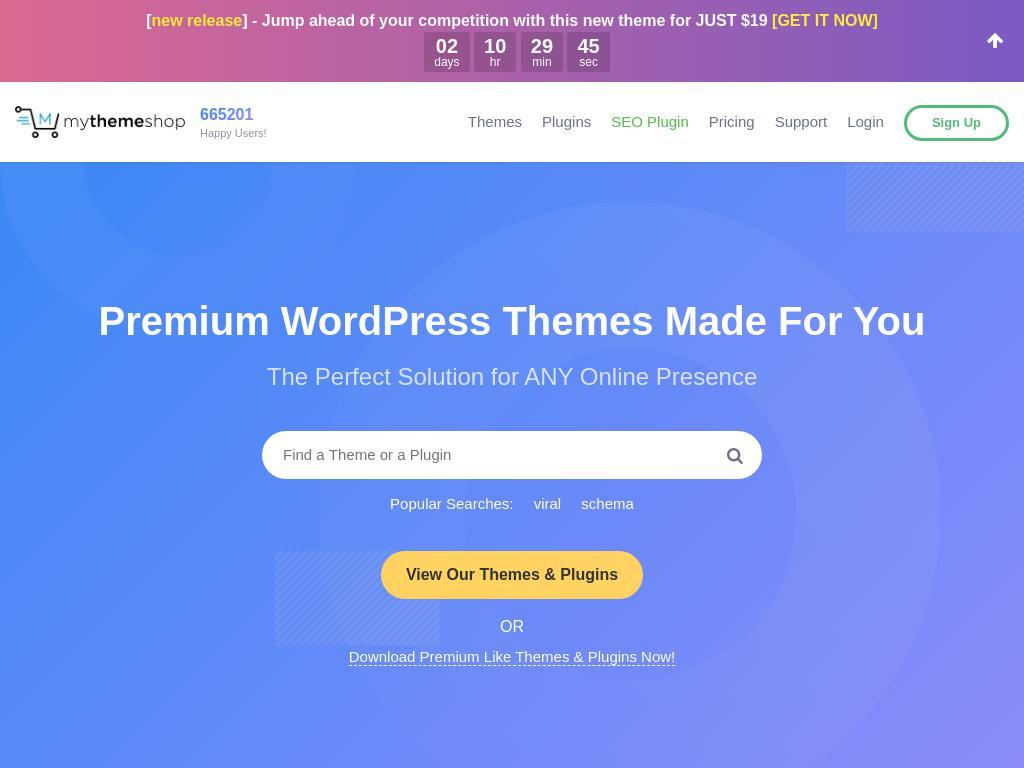 [new release] - Jump ahead of your competition with this new theme for JUST $19 [GET IT NOW]
02 10 29 45
days hr min sec
mythemeshop
665201
Happy Users!
Themes Plugins SEO Plugin Pricing Support Login Sign Up
Premium WordPress Themes Made For You
The Perfect Solution for ANY Online Presence
Find a Theme or a Plugin
Popular Searches: viral schema
View Our Themes & Plugins
OR
Download Premium Like Themes & Plugins Now!